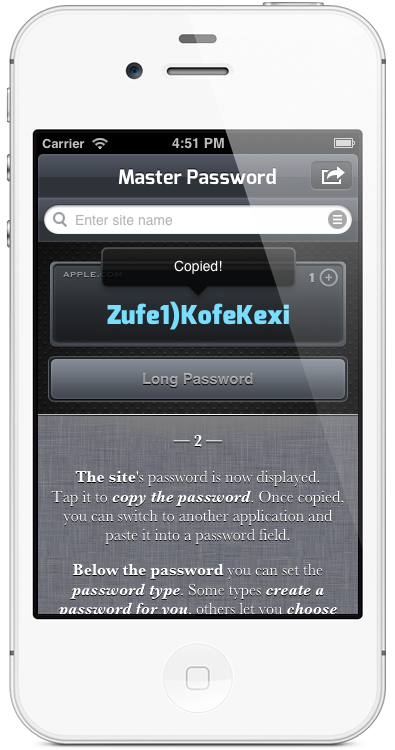 Carrier 4:51 PM
Master Password
Enter site name
Copied!
APPLE.COM 1
Zufe1)KofeKexi
Long Password
— 2 —
The site's password is now displayed.
Tap it to copy the password. Once copied,
you can switch to another application and
paste it into a password field.
Below the password you can set the
password type. Some types create a
password for you, others let you choose